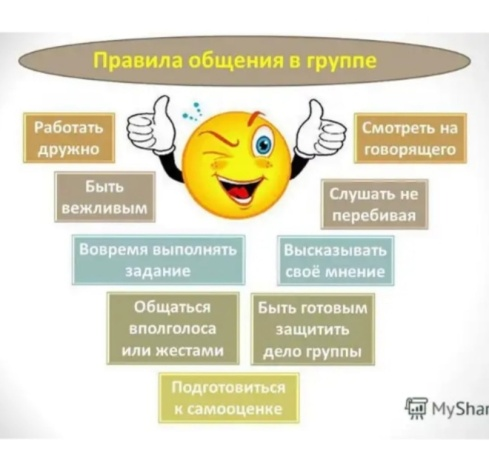 Правила общения в группе
Работать
дружно
Смотреть на
говорящего
Быть
вежливым
Слушать не
перебивая
Вовремя выполнять
задание
Высказывать
своё мнение
Общаться
вполголоса
или жестами
Быть готовым
защитить
дело группы
Подготовиться
к самооценке
MyShar